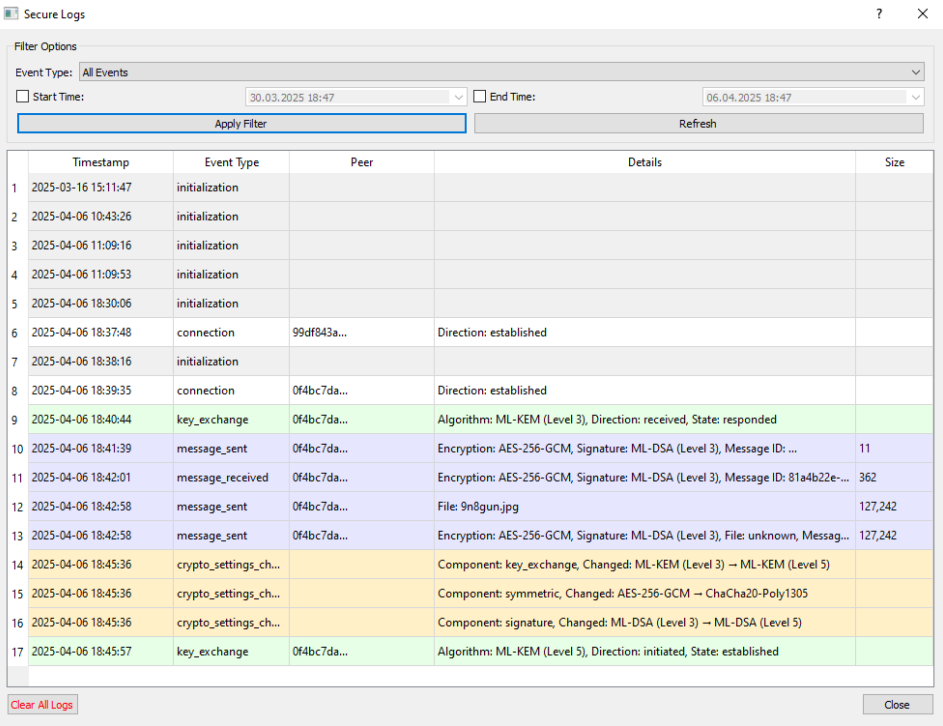 Secure Logs ? ×
Filter Options
Event Type: All Events
Start Time: 30.03.2025 18:47 End Time: 06.04.2025 18:47
Apply Filter Refresh
Timestamp Event Type Peer Details Size
1 2025-03-16 15:11:47 initialization
2 2025-04-06 10:43:26 initialization
3 2025-04-06 11:09:16 initialization
4 2025-04-06 11:09:53 initialization
5 2025-04-06 18:30:06 initialization
6 2025-04-06 18:37:48 connection 99df843a... Direction: established
7 2025-04-06 18:38:16 initialization
8 2025-04-06 18:39:35 connection 0f4bc7da... Direction: established
9 2025-04-06 18:40:44 key_exchange 0f4bc7da... Algorithm: ML-KEM (Level 3), Direction: received, State: responded
10 2025-04-06 18:41:39 message_sent 0f4bc7da... Encryption: AES-256-GCM, Signature: ML-DSA (Level 3), Message ID: ... 11
11 2025-04-06 18:42:01 message_received 0f4bc7da... Encryption: AES-256-GCM, Signature: ML-DSA (Level 3), Message ID: 81a4b22e-... 362
12 2025-04-06 18:42:58 message_sent 0f4bc7da... File: 9n8gun.jpg 127,242
13 2025-04-06 18:42:58 message_sent 0f4bc7da... Encryption: AES-256-GCM, Signature: ML-DSA (Level 3), File: unknown, Messag... 127,242
14 2025-04-06 18:45:36 crypto_settings_ch... Component: key_exchange, Changed: ML-KEM (Level 3) → ML-KEM (Level 5)
15 2025-04-06 18:45:36 crypto_settings_ch... Component: symmetric, Changed: AES-256-GCM → ChaCha20-Poly1305
16 2025-04-06 18:45:36 crypto_settings_ch... Component: signature, Changed: ML-DSA (Level 3) → ML-DSA (Level 5)
17 2025-04-06 18:45:57 key_exchange 0f4bc7da... Algorithm: ML-KEM (Level 5), Direction: initiated, State: established
Clear All Logs Close